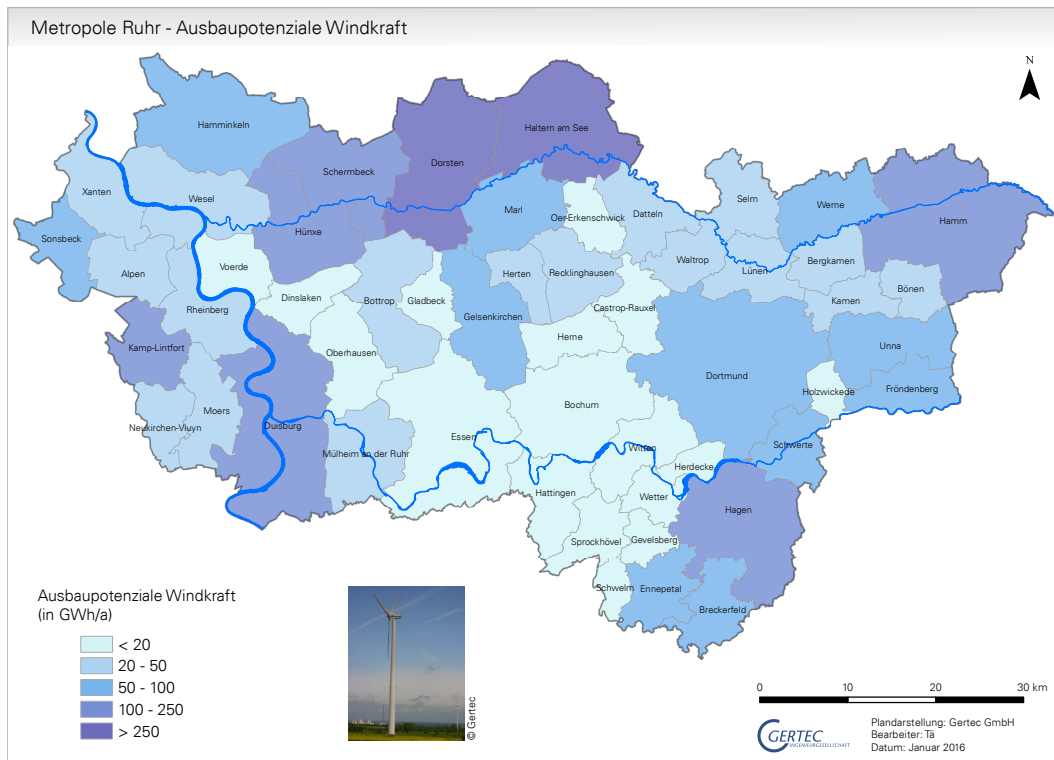 Metropole Ruhr - Ausbaupotenziale Windkraft
N
Hamminkeln
Haltern am See
Dorsten
Schermbeck
Xanten
Wesel
Marl
Oer-Erkenschwick
Datteln
Selm
Werne
Hamm
Sonsbeck
Hünxe
Alpen
Voerde
Waltrop
Lünen
Bergkamen
Bönen
Herten
Recklinghausen
Kamen
Dinslaken
Bottrop
Gladbeck
Rheinberg
Castrop-Rauxel
Gelsenkirchen
Herne
Unna
Kamp-Lintfort
Oberhausen
Dortmund
Fröndenberg
Holzwickede
Moers
Bochum
Neukirchen-Vluyn
Duisburg
Essen
Schwerte
Mülheim an der Ruhr
Witten
Herdecke
Hattingen
Wetter
Hagen
Sprockhövel
Gevelsberg
Schwelm
Ennepetal
Breckerfeld
Ausbaupotenziale Windkraft
(in GWh/a)
< 20
20 - 50
50 - 100
100 - 250
> 250
© Gertec
0 10 20 30 km
GERTEC
INGENIEURGESELLSCHAFT
Plandarstellung: Gertec GmbH
Bearbeiter: Tä
Datum: Januar 2016